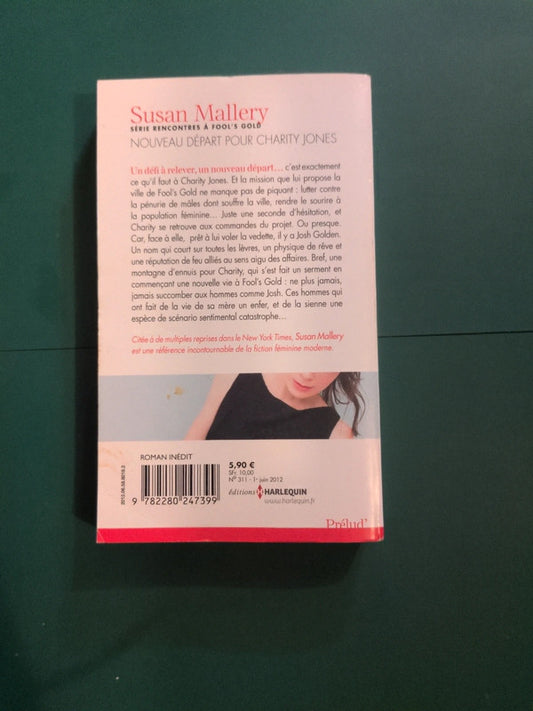 Susan Mallery
SÉRIE RENCONTRES À FOOL'S GOLD
NOUVEAU DÉPART POUR CHARITY JONES
Un défi à relever, un nouveau départ... c'est exactement
ce qu'il faut à Charity Jones. Et la mission que lui propose la
ville de Fool's Gold ne manque pas de piquant : lutter contre
la pénurie de mâles dont souffre la ville, rendre le sourire à
la population féminine... Juste une seconde d'hésitation, et
Charity se retrouve aux commandes du projet. Ou presque.
Car, face à elle, prêt à lui voler la vedette, il y a Josh Golden.
Un nom qui court sur toutes les lèvres, un physique de rêve et
une réputation de feu alliés au sens aigu des affaires. Bref, une
montagne d'ennuis pour Charity, qui s'est fait un serment en
commençant une nouvelle vie à Fool's Gold : ne plus jamais,
jamais succomber aux hommes comme Josh. Ces hommes qui
ont fait de la vie de sa mère un enfer, et de la sienne une
espèce de scénario sentimental catastrophe...
Citée à de multiples reprises dans le New York Times, Susan Mallery
est une référence incontournable de la fiction féminine moderne.
ROMAN INÉDIT
5,90 €
SFr. 10,00
N° 311 - 1er juin 2012
2012.06.58.8019.2
9 782280 247399
éditions HARLEQUIN
www.harlequin.fr
Prélud'